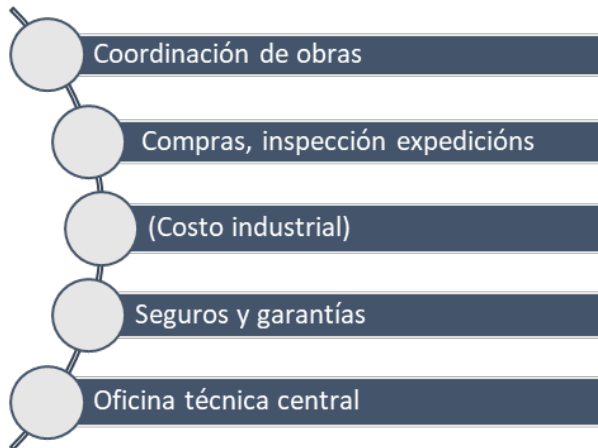 Coordinación de obras
Compras, inspección expedicións
(Costo industrial)
Seguros y garantías
Oficina técnica central